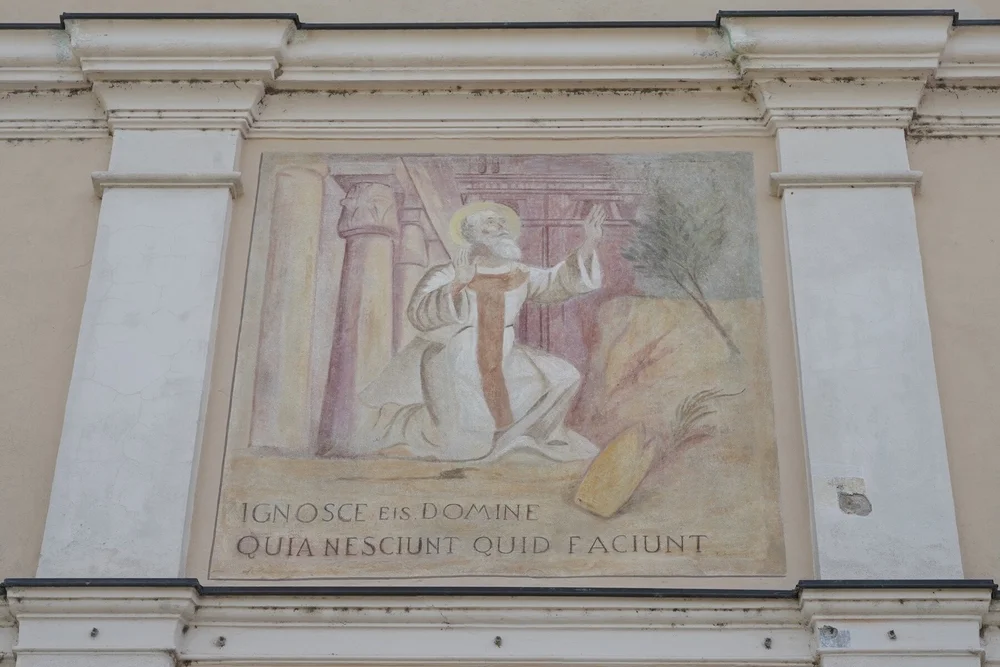 IGNOSCE EIS. DOMINE
QUIA NESCIUNT QUID FACIUNT